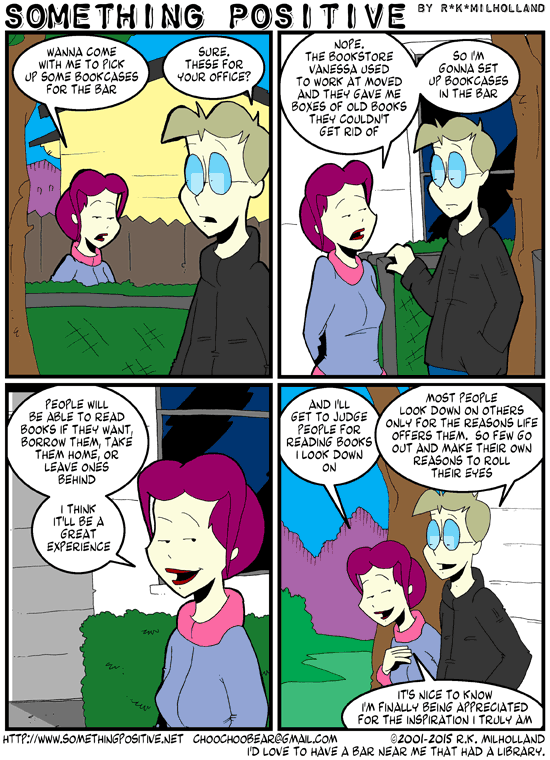 SOMETHING POSITIVE BY R*K*MILHOLLAND
WANNA COME
WITH ME TO PICK
UP SOME BOOKCASES
FOR THE BAR
SURE.
THESE FOR
YOUR OFFICE?
NOPE.
THE BOOKSTORE
VANESSA USED
TO WORK AT MOVED
AND THEY GAVE ME
BOXES OF OLD BOOKS
THEY COULDN'T
GET RID OF
SO I'M
GONNA SET
UP BOOKCASES
IN THE BAR
PEOPLE WILL
BE ABLE TO READ
BOOKS IF THEY WANT,
BORROW THEM, TAKE
THEM HOME, OR
LEAVE ONES
BEHIND
I THINK
IT'LL BE A
GREAT
EXPERIENCE
AND I'LL
GET TO JUDGE
PEOPLE FOR
READING BOOKS
I LOOK DOWN
ON
MOST PEOPLE
LOOK DOWN ON OTHERS
ONLY FOR THE REASONS LIFE
OFFERS THEM. SO FEW GO
OUT AND MAKE THEIR OWN
REASONS TO ROLL
THEIR EYES
IT'S NICE TO KNOW
I'M FINALLY BEING APPRECIATED
FOR THE INSPIRATION I TRULY AM
HTTP://WWW.SOMETHINGPOSITIVE.NET CHOOCHOOBEAR@GMAIL.COM ©2001-2015 R.K. MILHOLLAND
I'D LOVE TO HAVE A BAR NEAR ME THAT HAD A LIBRARY.